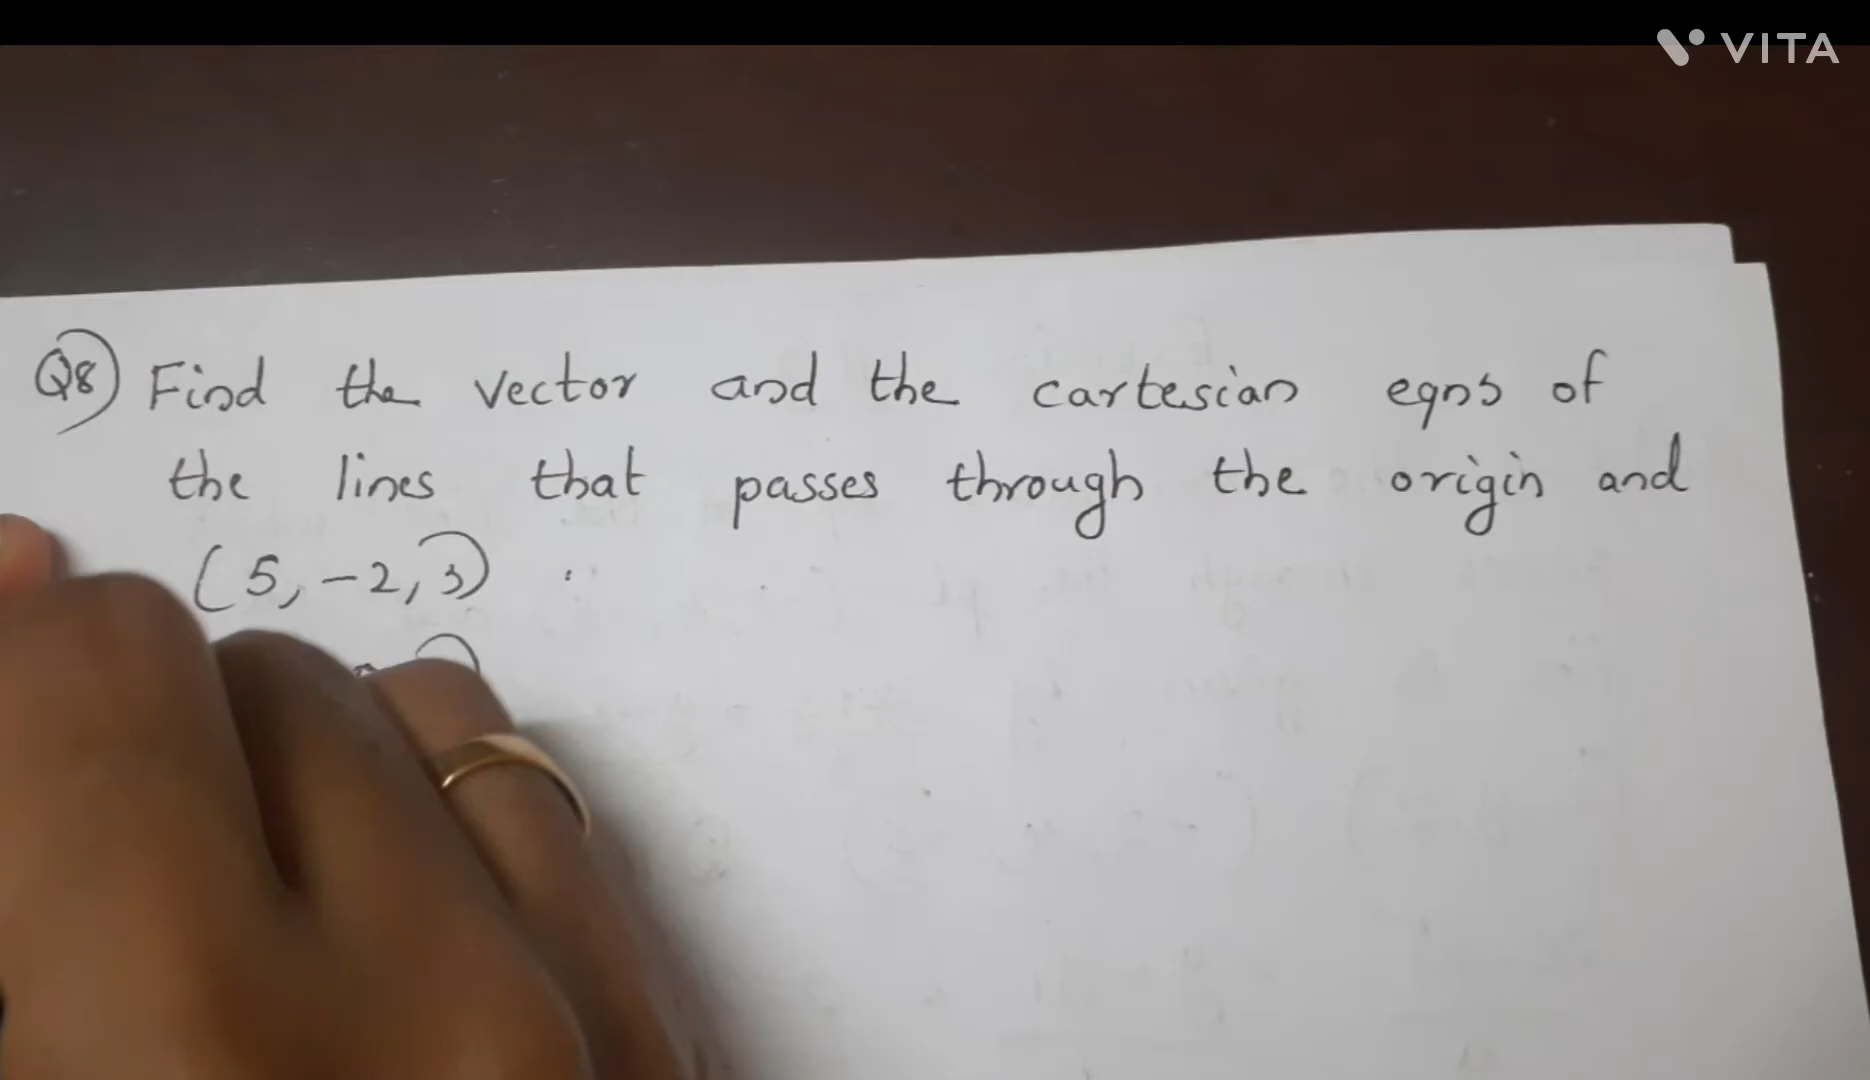 VITA
Q8) Find the vector and the cartesian eqns of
the lines that passes through the origin and
(5, -2, 3) .